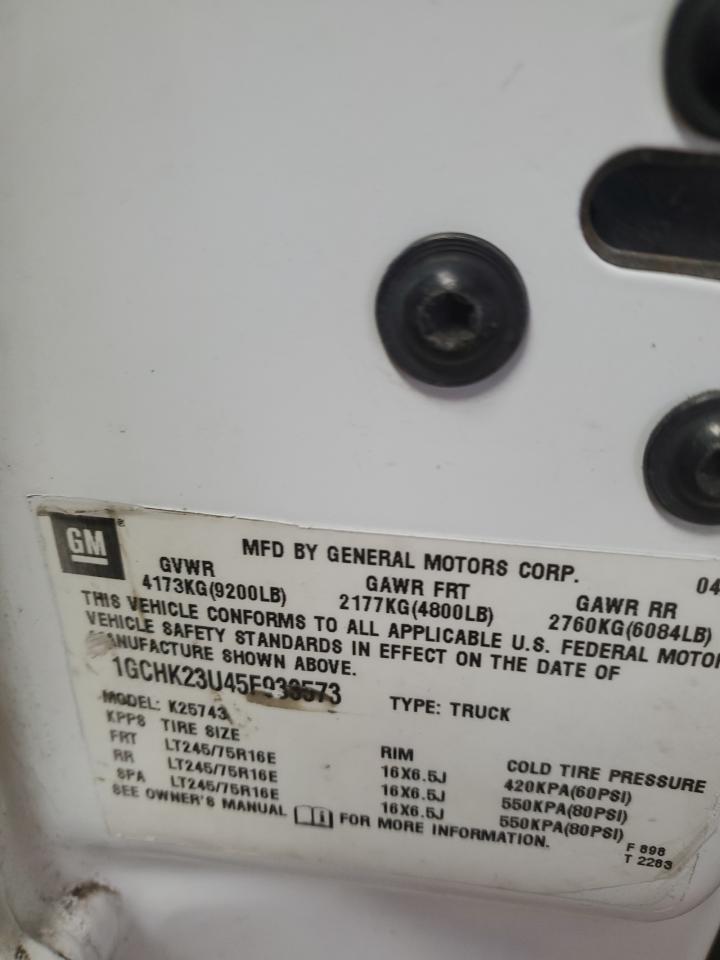 GM®
MFD BY GENERAL MOTORS CORP. 04
GVWR GAWR FRT GAWR RR
4173KG(9200LB) 2177KG(4800LB) 2760KG(6084LB)
THIS VEHICLE CONFORMS TO ALL APPLICABLE U.S. FEDERAL MOTO
VEHICLE SAFETY STANDARDS IN EFFECT ON THE DATE OF
MANUFACTURE SHOWN ABOVE.
TYPE: TRUCK
MODEL: K25743
KPPS TIRE SIZE RIM COLD TIRE PRESSURE
FRT LT245/75R16E 16X6.5J 420KPA(60PSI)
RR LT245/75R16E 16X6.5J 550KPA(80PSI)
SPA LT245/75R16E 16X6.5J 550KPA(80PSI)
SEE OWNER'S MANUAL FOR MORE INFORMATION.
F 898
T 2283